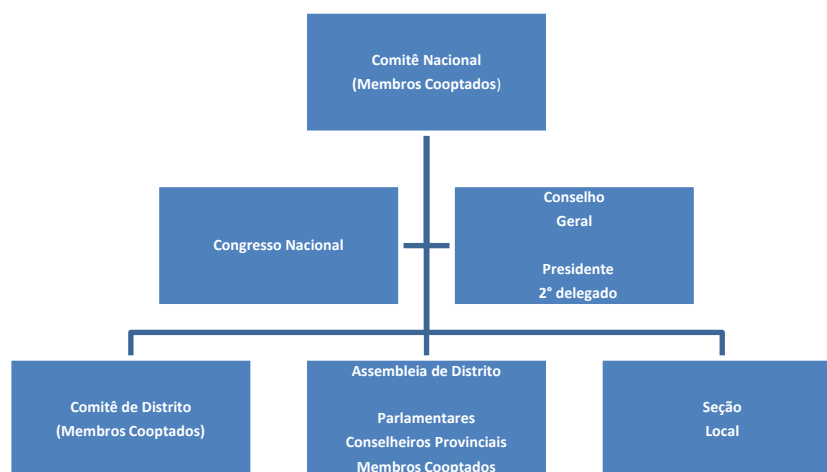 Comitê Nacional
(Membros Cooptados)
Congresso Nacional
Conselho
Geral
Presidente
2° delegado
Comitê de Distrito
(Membros Cooptados)
Assembleia de Distrito
Parlamentares
Conselheiros Provinciais
Membros Cooptados
Seção
Local